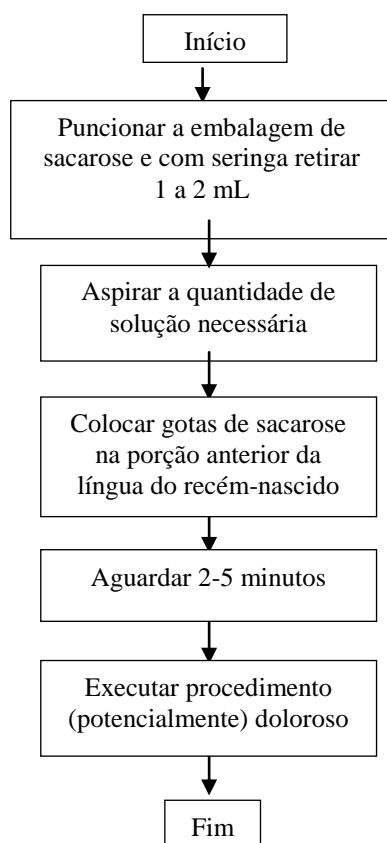 Início
Puncionar a embalagem de
sacarose e com seringa retirar
1 a 2 mL
Aspirar a quantidade de
solução necessária
Colocar gotas de sacarose
na porção anterior da
língua do recém-nascido
Aguardar 2-5 minutos
Executar procedimento
(potencialmente) doloroso
Fim